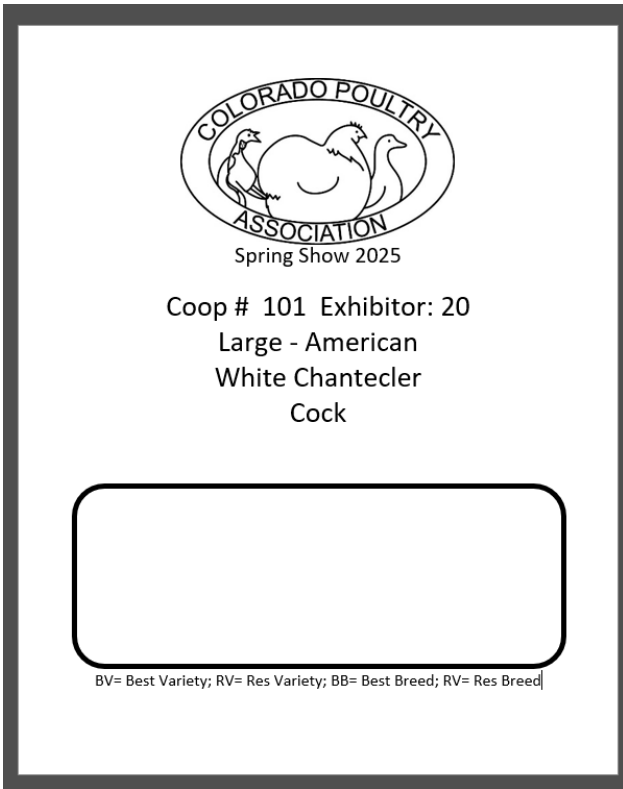 COLORADO POULTRY
ASSOCIATION
Spring Show 2025
Coop #  101  Exhibitor: 20
Large - American
White Chantecler
Cock
BV= Best Variety; RV= Res Variety; BB= Best Breed; RV= Res Breed